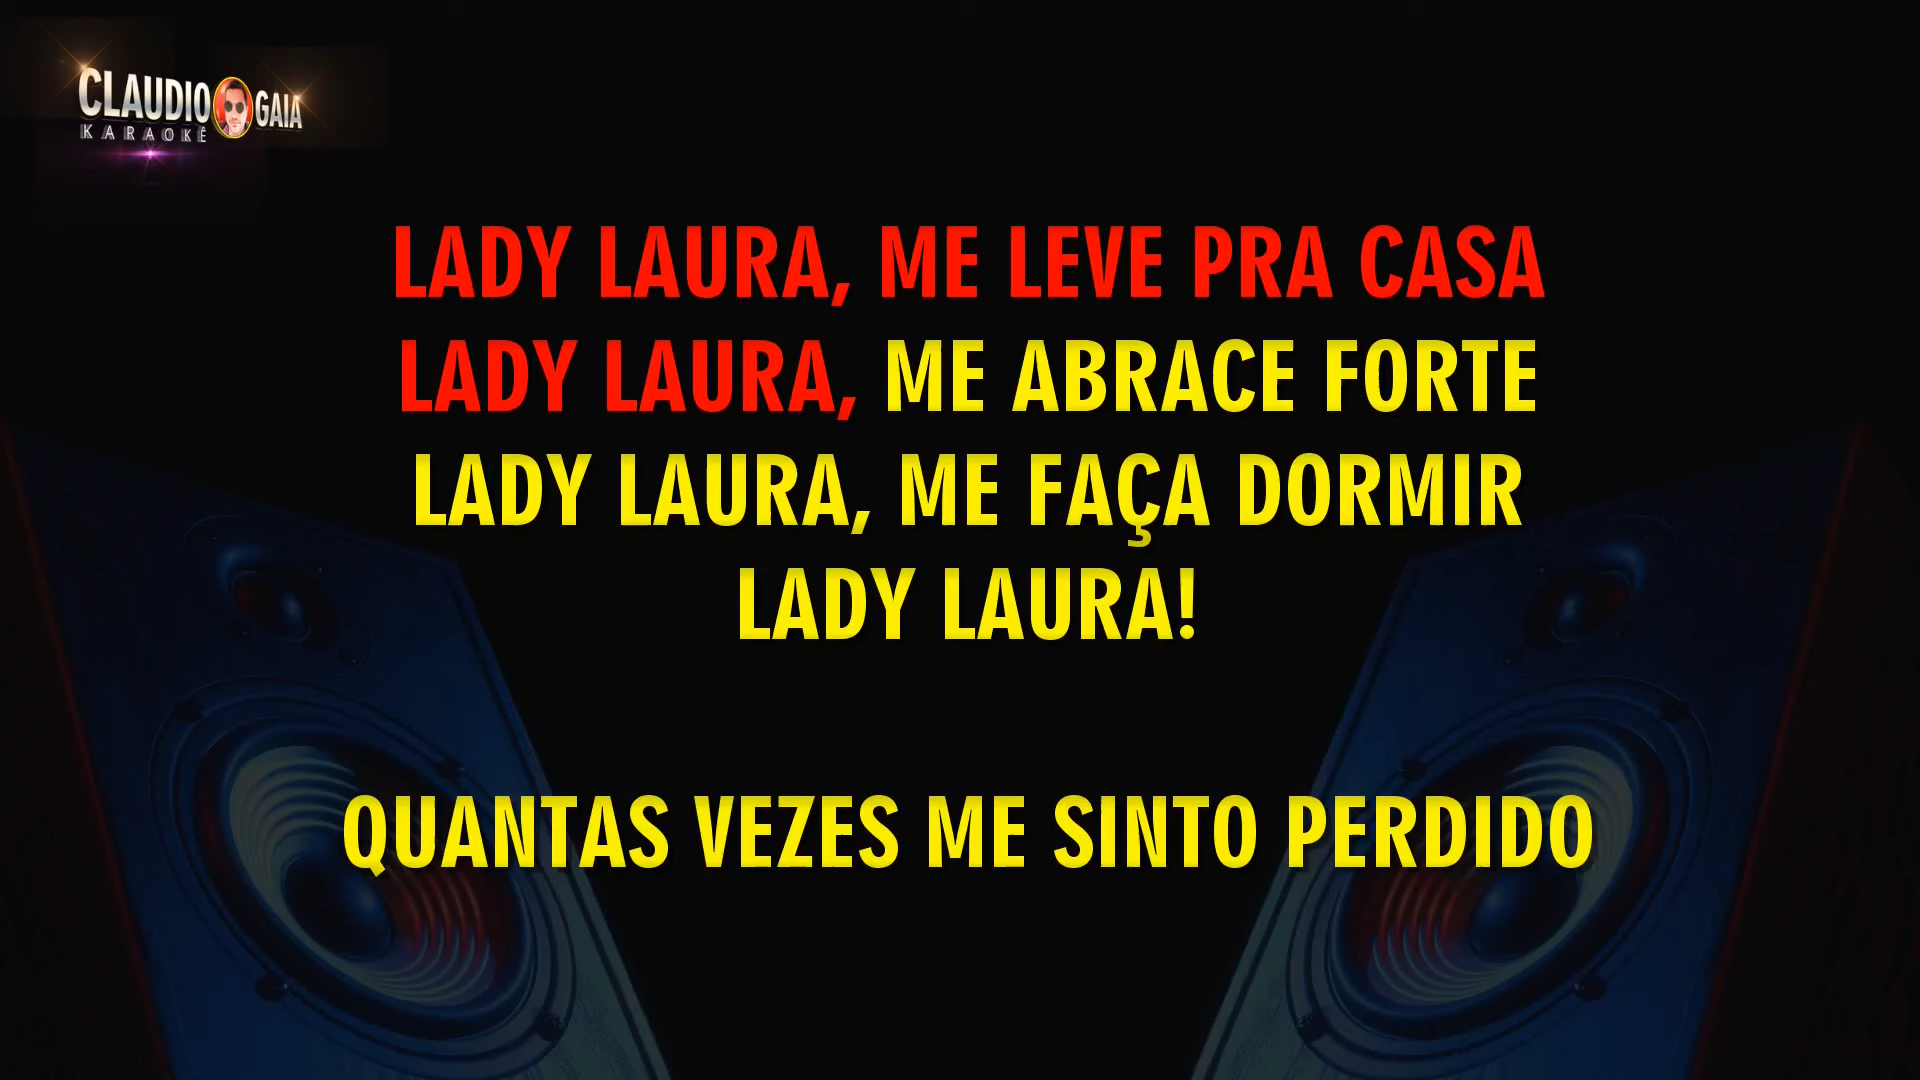 CLAUDIO GAIA
KARAOKÊ
LADY LAURA, ME LEVE PRA CASA
LADY LAURA, ME ABRACE FORTE
LADY LAURA, ME FAÇA DORMIR
LADY LAURA!
QUANTAS VEZES ME SINTO PERDIDO